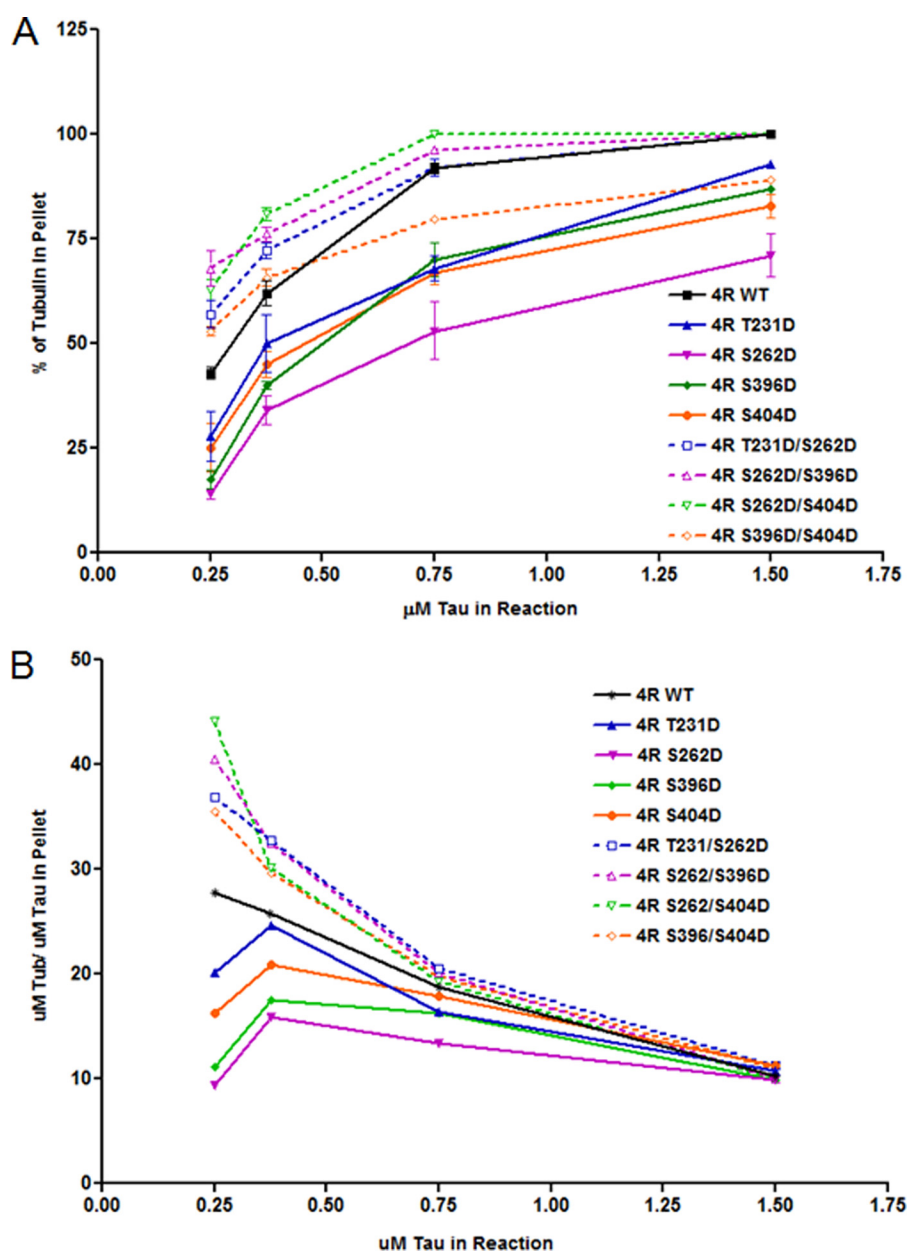 A
125
100
75
50
25
0
% of Tubulin In Pellet
4R WT
4R T231D
4R S262D
4R S396D
4R S404D
4R T231D/S262D
4R S262D/S396D
4R S262D/S404D
4R S396D/S404D
0.00 0.25 0.50 0.75 1.00 1.25 1.50 1.75
µM Tau in Reaction
B
50
40
30
20
10
0
uM Tub/ uM Tau In Pellet
4R WT
4R T231D
4R S262D
4R S396D
4R S404D
4R T231/S262D
4R S262/S396D
4R S262/S404D
4R S396/S404D
0.00 0.25 0.50 0.75 1.00 1.25 1.50 1.75
uM Tau in Reaction